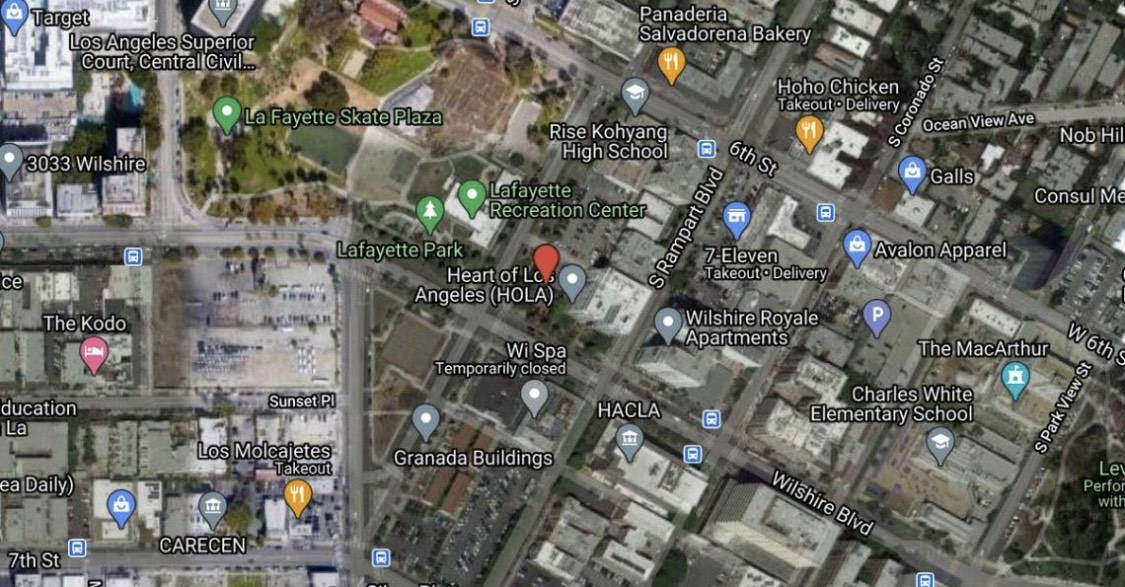 Target
Los Angeles Superior
Court, Central Civil...
La Fayette Skate Plaza
3033 Wilshire
Panaderia
Salvadorena Bakery
Hoho Chicken
Takeout • Delivery
Rise Kohyang
High School
6th St
S Coronado St
Ocean View Ave
Nob Hil
Galls
Consul Me
Lafayette
Recreation Center
Lafayette Park
S Rampart Blvd
7-Eleven
Takeout • Delivery
Avalon Apparel
Heart of Los
Angeles (HOLA)
ce
The Kodo
Wilshire Royale
Apartments
P
W 6th S
The MacArthur
Wi Spa
Temporarily closed
Charles White
Elementary School
S Park View St
Sunset Pl
HACLA
ducation
La
Los Molcajetes
Takeout
Granada Buildings
ea Daily)
Wilshire Blvd
Lev
Perfor
with
CARECEN
7th St